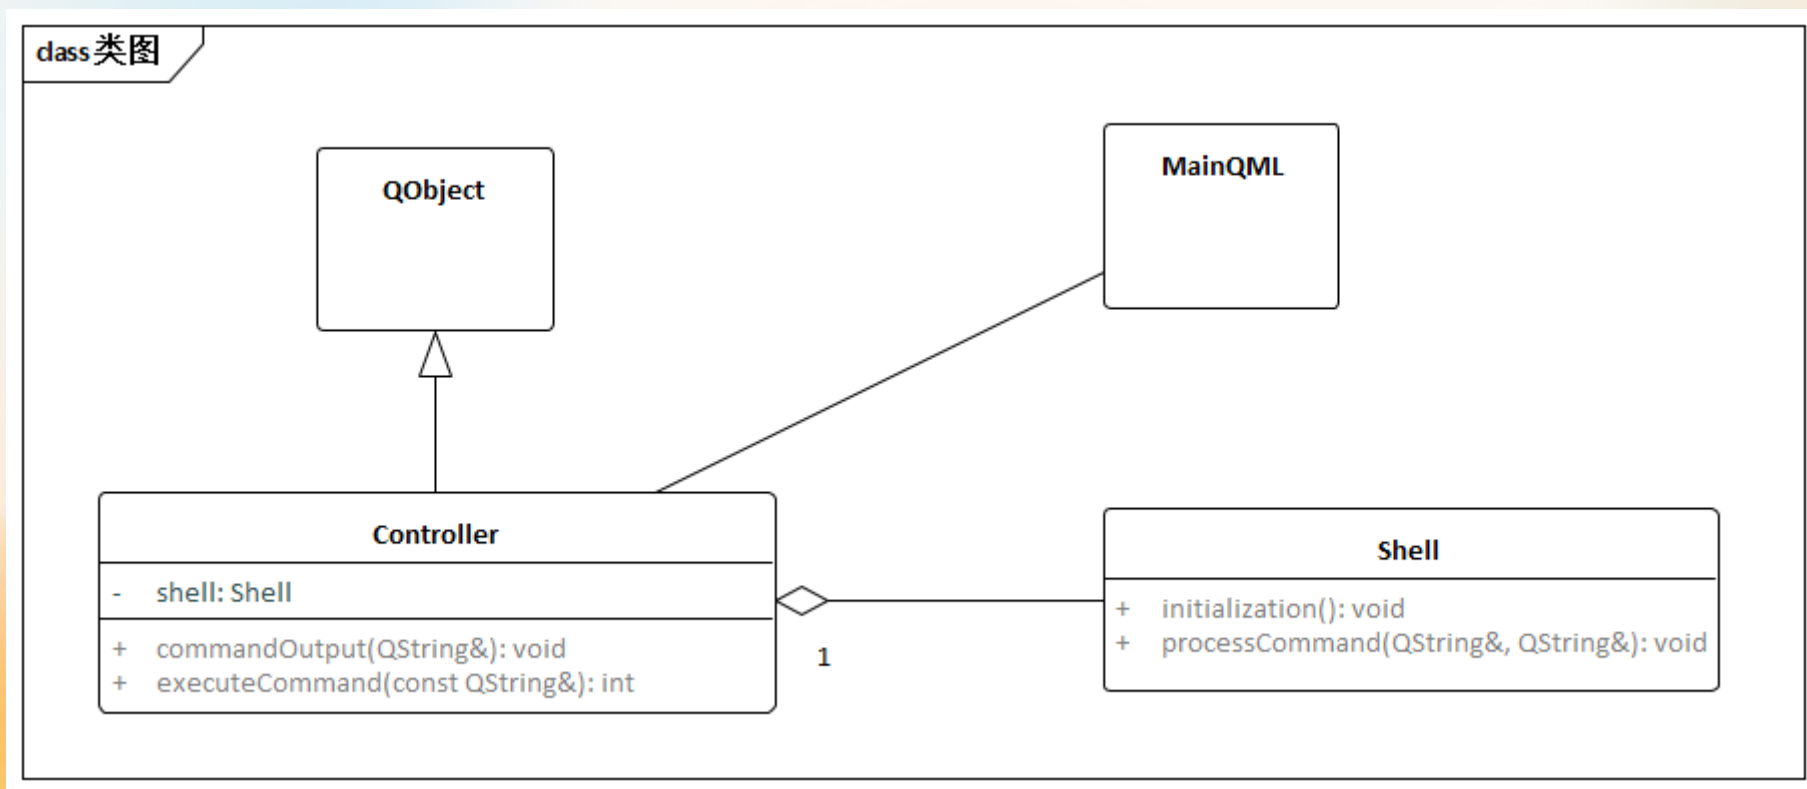 class类图
QObject
MainQML
Controller
- shell: Shell
+ commandOutput(QString&): void
+ executeCommand(const QString&): int
1
Shell
+ initialization(): void
+ processCommand(QString&, QString&): void